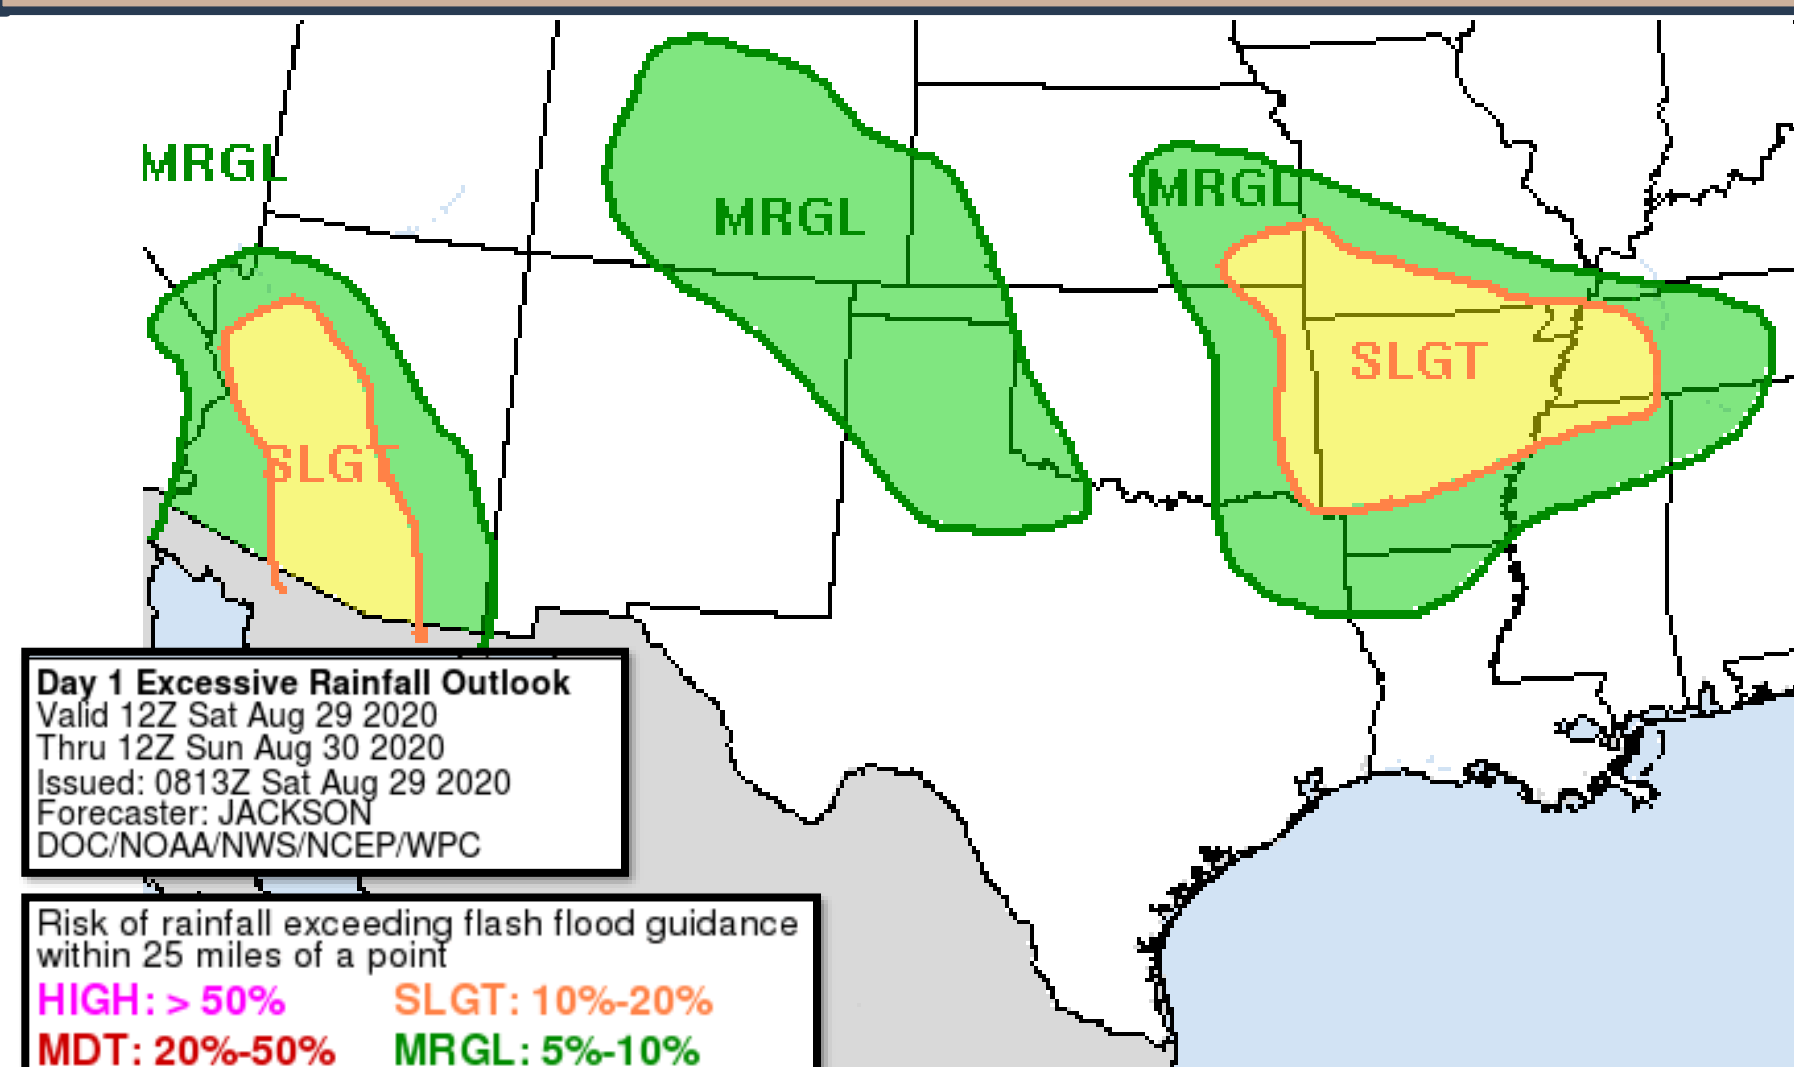 MRGL
MRGL
MRGL
SLGT
SLGT
Day 1 Excessive Rainfall Outlook
Valid 12Z Sat Aug 29 2020
Thru 12Z Sun Aug 30 2020
Issued: 0813Z Sat Aug 29 2020
Forecaster: JACKSON
DOC/NOAA/NWS/NCEP/WPC
Risk of rainfall exceeding flash flood guidance
within 25 miles of a point
HIGH: > 50% SLGT: 10%-20%
MDT: 20%-50% MRGL: 5%-10%